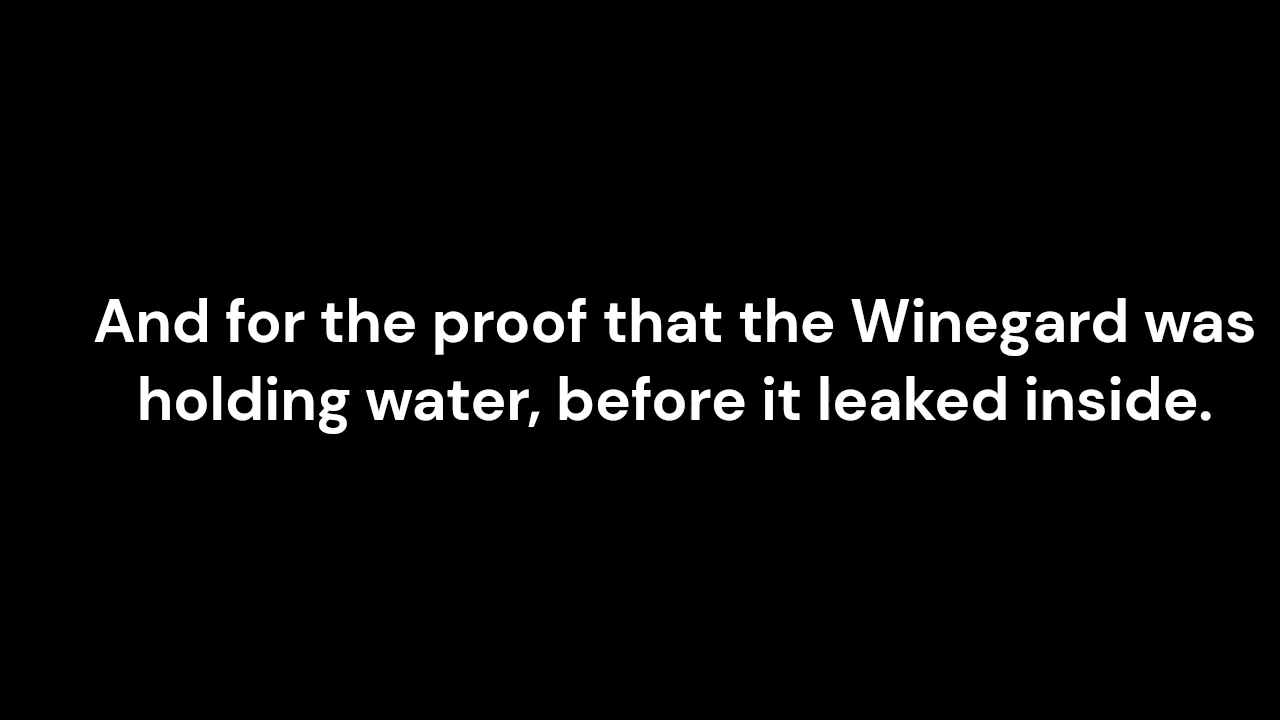 And for the proof that the Winegard was
holding water, before it leaked inside.